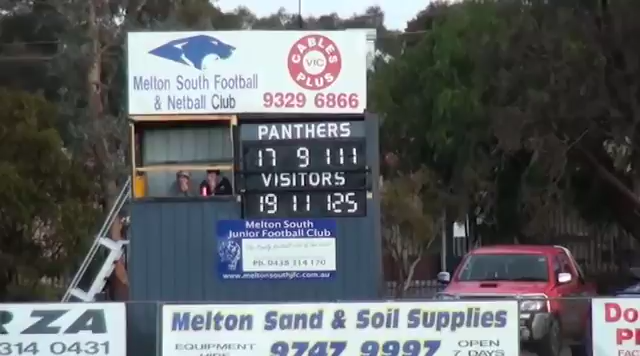 Melton South Football
& Netball Club
CABLES
VIC
PLUS
9329 6866
PANTHERS
17 9 111
VISITORS
19 11 125
Melton South
Junior Football Club
Ph. 0438 314 170
www.meltonsouthjfc.com.au
RZA
314 0431
Melton Sand & Soil Supplies
EQUIPMENT
HIRE
9747 9997
OPEN
7 DAYS
Do